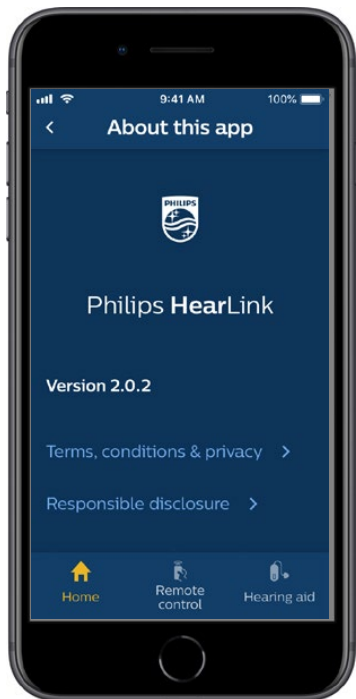 9:41 AM 100%
About this app
PHILIPS
Philips HearLink
Version 2.0.2
Terms, conditions & privacy
Responsible disclosure
Home
Remote
control
Hearing aid